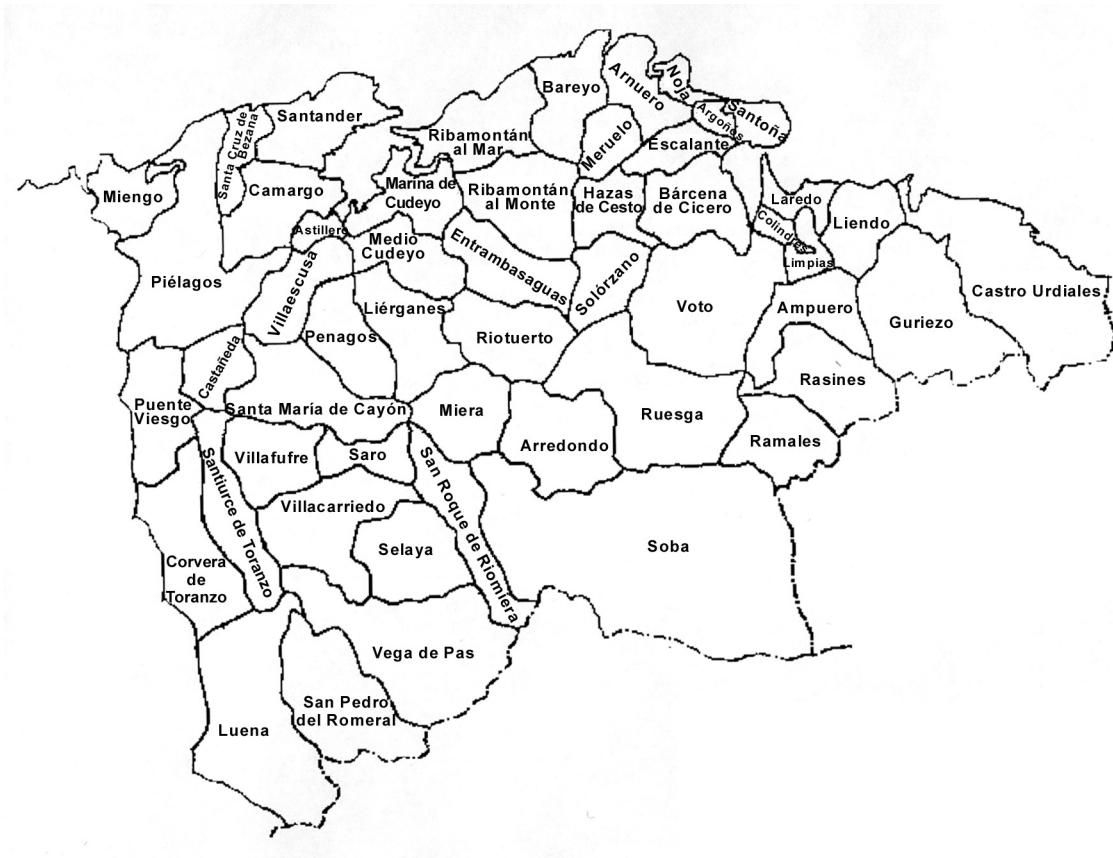 Noja
Arnuero
Bareyo
Argoños
Santoña
Santander
Santa Cruz de
Bezana
Ribamontán
al Mar
Meruelo
Escalante
Miengo
Camargo
Marina de
Cudeyo
Ribamontán
al Monte
Hazas
de Cesto
Bárcena
de Cicero
Laredo
Colindres
Liendo
Astillero
Medio
Cudeyo
Entrambasaguas
Limpias
Piélagos
Villaescusa
Solórzano
Castro Urdiales
Penagos
Liérganes
Voto
Ampuero
Guriezo
Riotuerto
Castañeda
Rasines
Puente
Viesgo
Santa María de Cayón
Miera
Ruesga
Ramales
Arredondo
Villafufre
Saro
Santiurce de Toranzo
San Roque de Riomiera
Villacarriedo
Selaya
Soba
Corvera
de
Toranzo
Vega de Pas
San Pedro
del Romeral
Luena